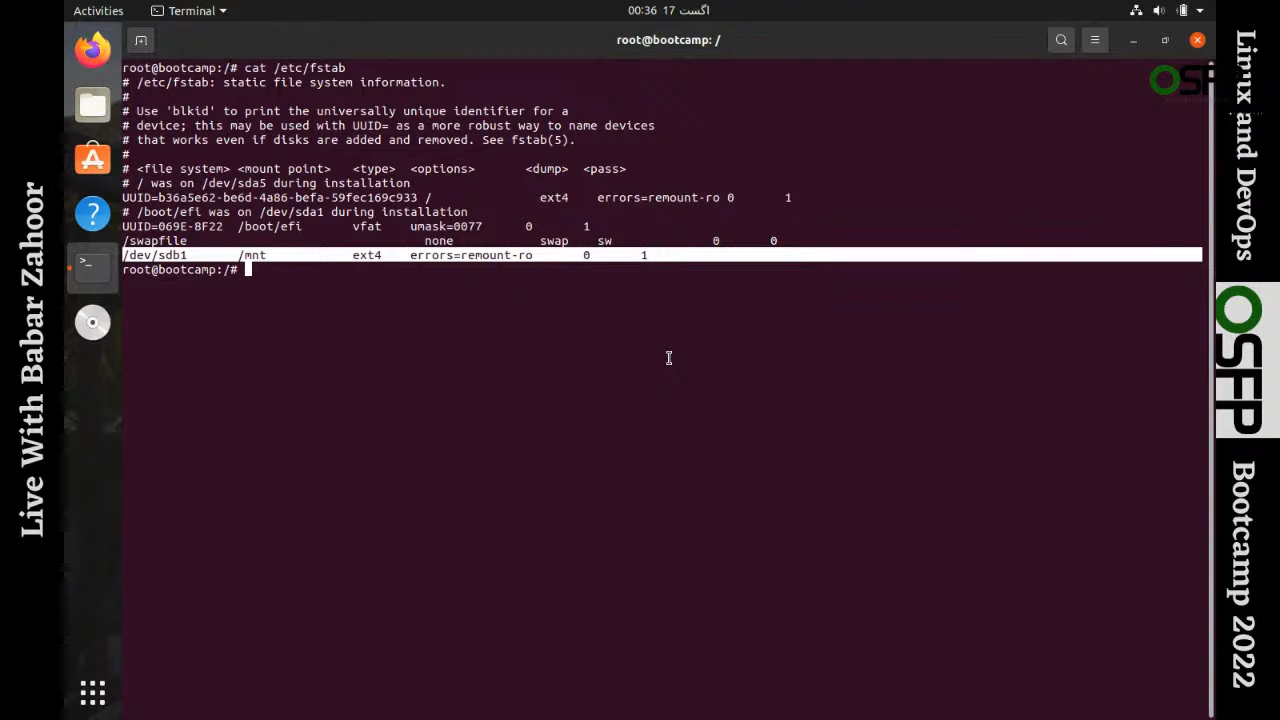 Activities
Terminal
00:36 17 اگست
root@bootcamp: /
root@bootcamp:/# cat /etc/fstab
# /etc/fstab: static file system information.
#
# Use 'blkid' to print the universally unique identifier for a
# device; this may be used with UUID= as a more robust way to name devices
# that works even if disks are added and removed. See fstab(5).
#
# <file system> <mount point>   <type>  <options>       <dump>  <pass>
# / was on /dev/sda5 during installation
UUID=b36a5e62-be6d-4a86-befa-59fec169c933 /               ext4    errors=remount-ro 0       1
# /boot/efi was on /dev/sda1 during installation
UUID=069E-8F22  /boot/efi       vfat    umask=0077      0       1
/swapfile                                 none            swap    sw              0       0
/dev/sdb1       /mnt            ext4    errors=remount-ro       0       1
root@bootcamp:/#
Live With Babar Zahoor
Linux and DevOps
OSFP
Bootcamp 2022